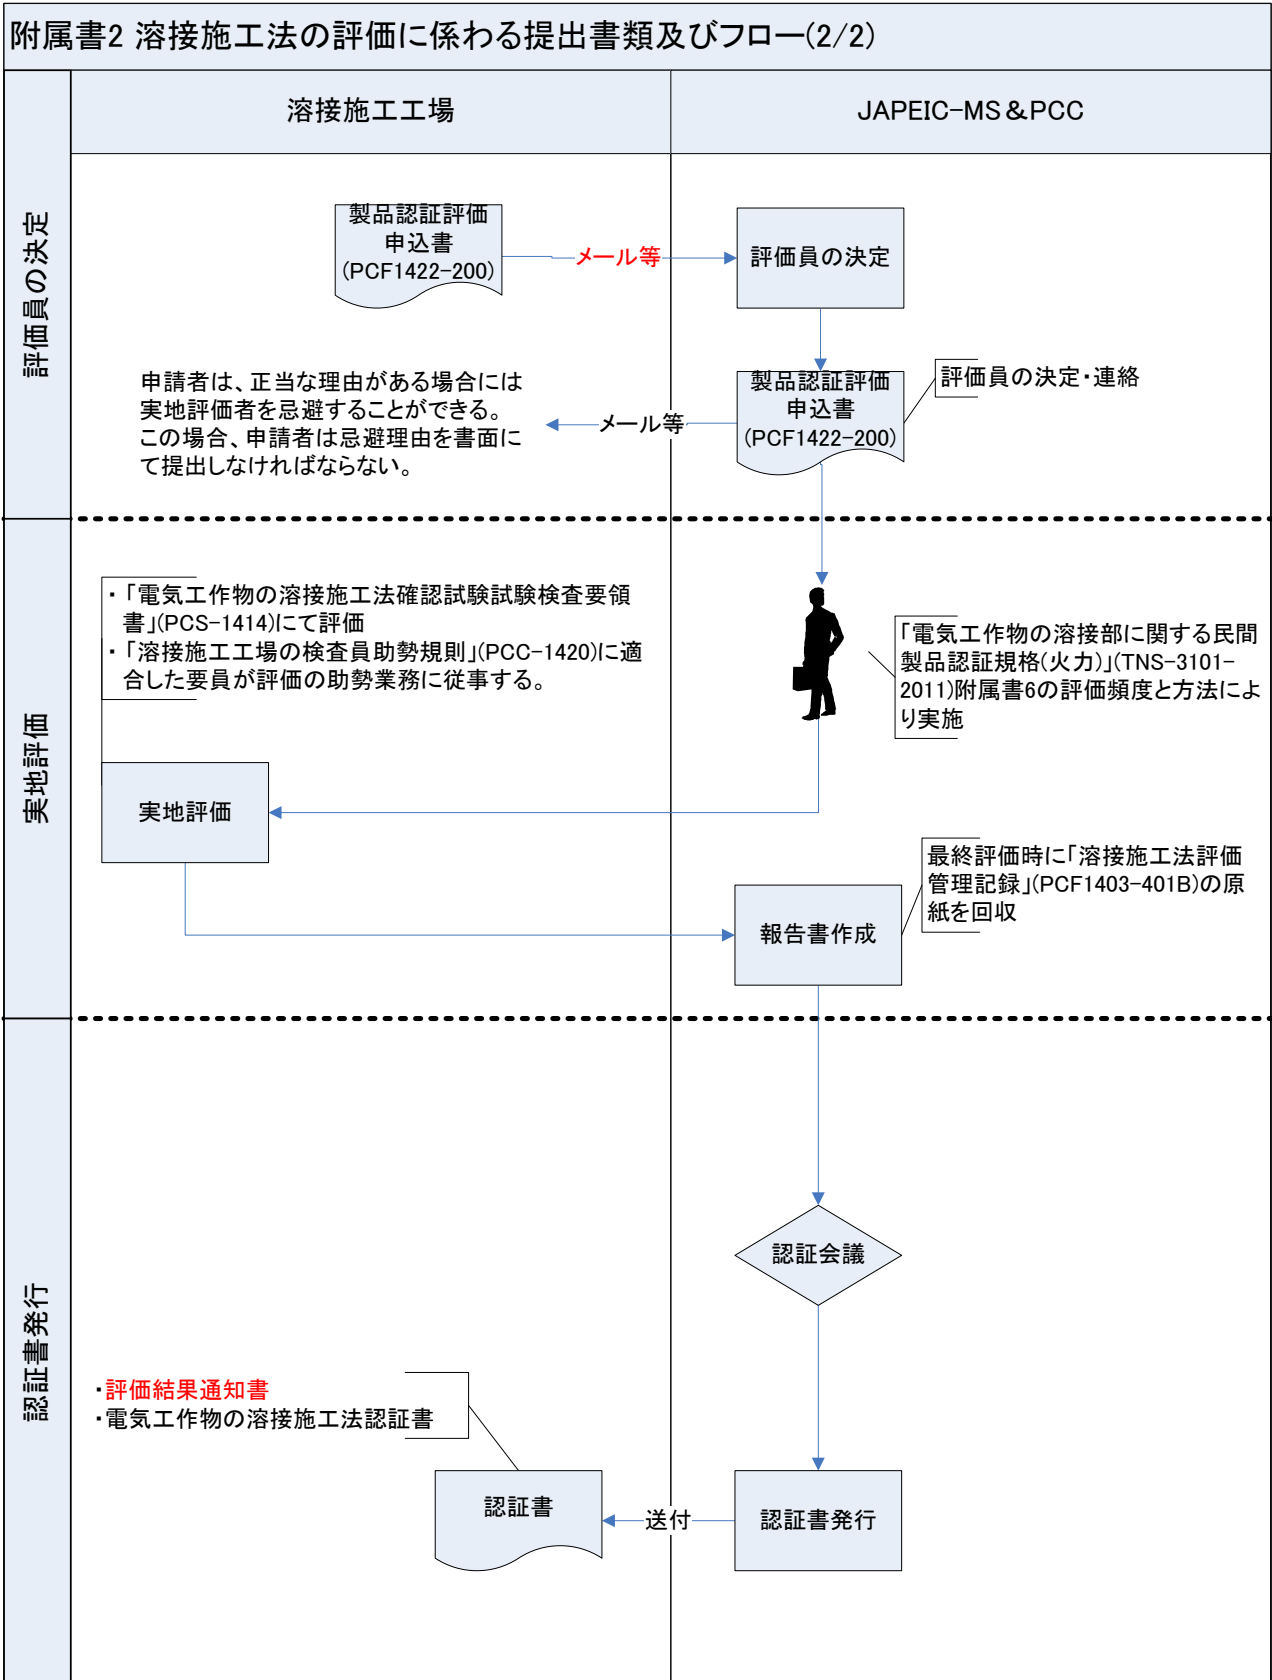 附属書2 溶接施工法の評価に係わる提出書類及びフロー(2/2)
溶接施工工場
JAPEIC-MS&PCC
評価員の決定
製品認証評価
申込書
(PCF1422-200)
メール等
評価員の決定
製品認証評価
申込書
(PCF1422-200)
評価員の決定・連絡
メール等
申請者は、正当な理由がある場合には
実地評価者を忌避することができる。
この場合、申請者は忌避理由を書面に
て提出しなければならない。
実地評価
・「電気工作物の溶接施工法確認試験試験検査要領
書」(PCS-1414)にて評価
・「溶接施工工場の検査員助勢規則」(PCC-1420)に適
合した要員が評価の助勢業務に従事する。
「電気工作物の溶接部に関する民間
製品認証規格(火力)」(TNS-3101-
2011)附属書6の評価頻度と方法によ
り実施
実地評価
最終評価時に「溶接施工法評価
管理記録」(PCF1403-401B)の原
紙を回収
報告書作成
認証書発行
認証会議
・評価結果通知書
・電気工作物の溶接施工法認証書
認証書
送付
認証書発行